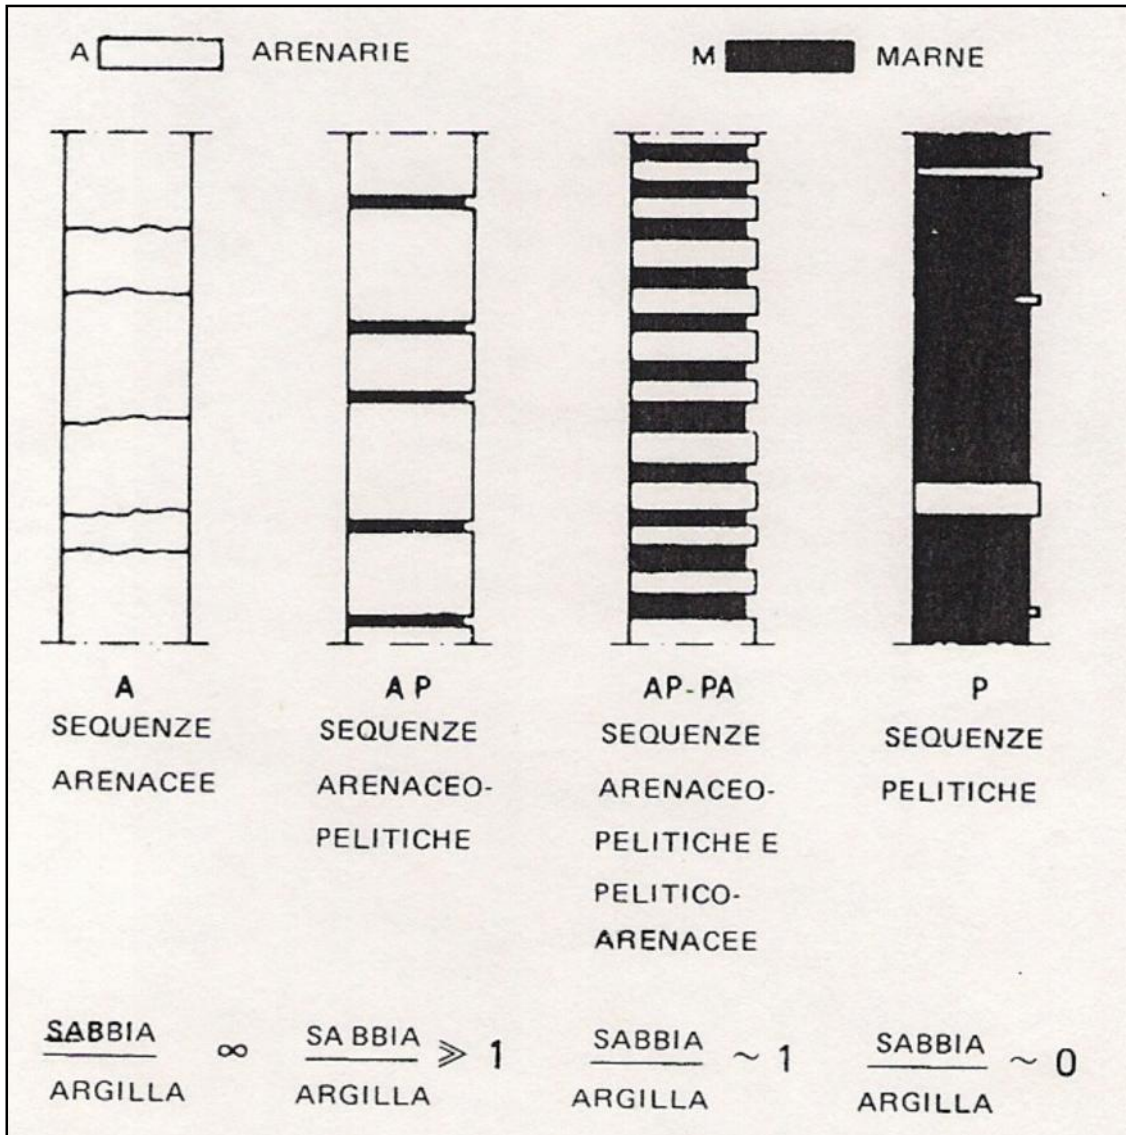 A ARENARIE
M MARNE
A
SEQUENZE
ARENACEE
A P
SEQUENZE
ARENACEO-
PELITICHE
AP-PA
SEQUENZE
ARENACEO-
PELITICHE E
PELITICO-
ARENACEE
P
SEQUENZE
PELITICHE
SABBIA
ARGILLA
∞
SABBIA
ARGILLA
⩾ 1
SABBIA
ARGILLA
~ 1
SABBIA
ARGILLA
~ 0